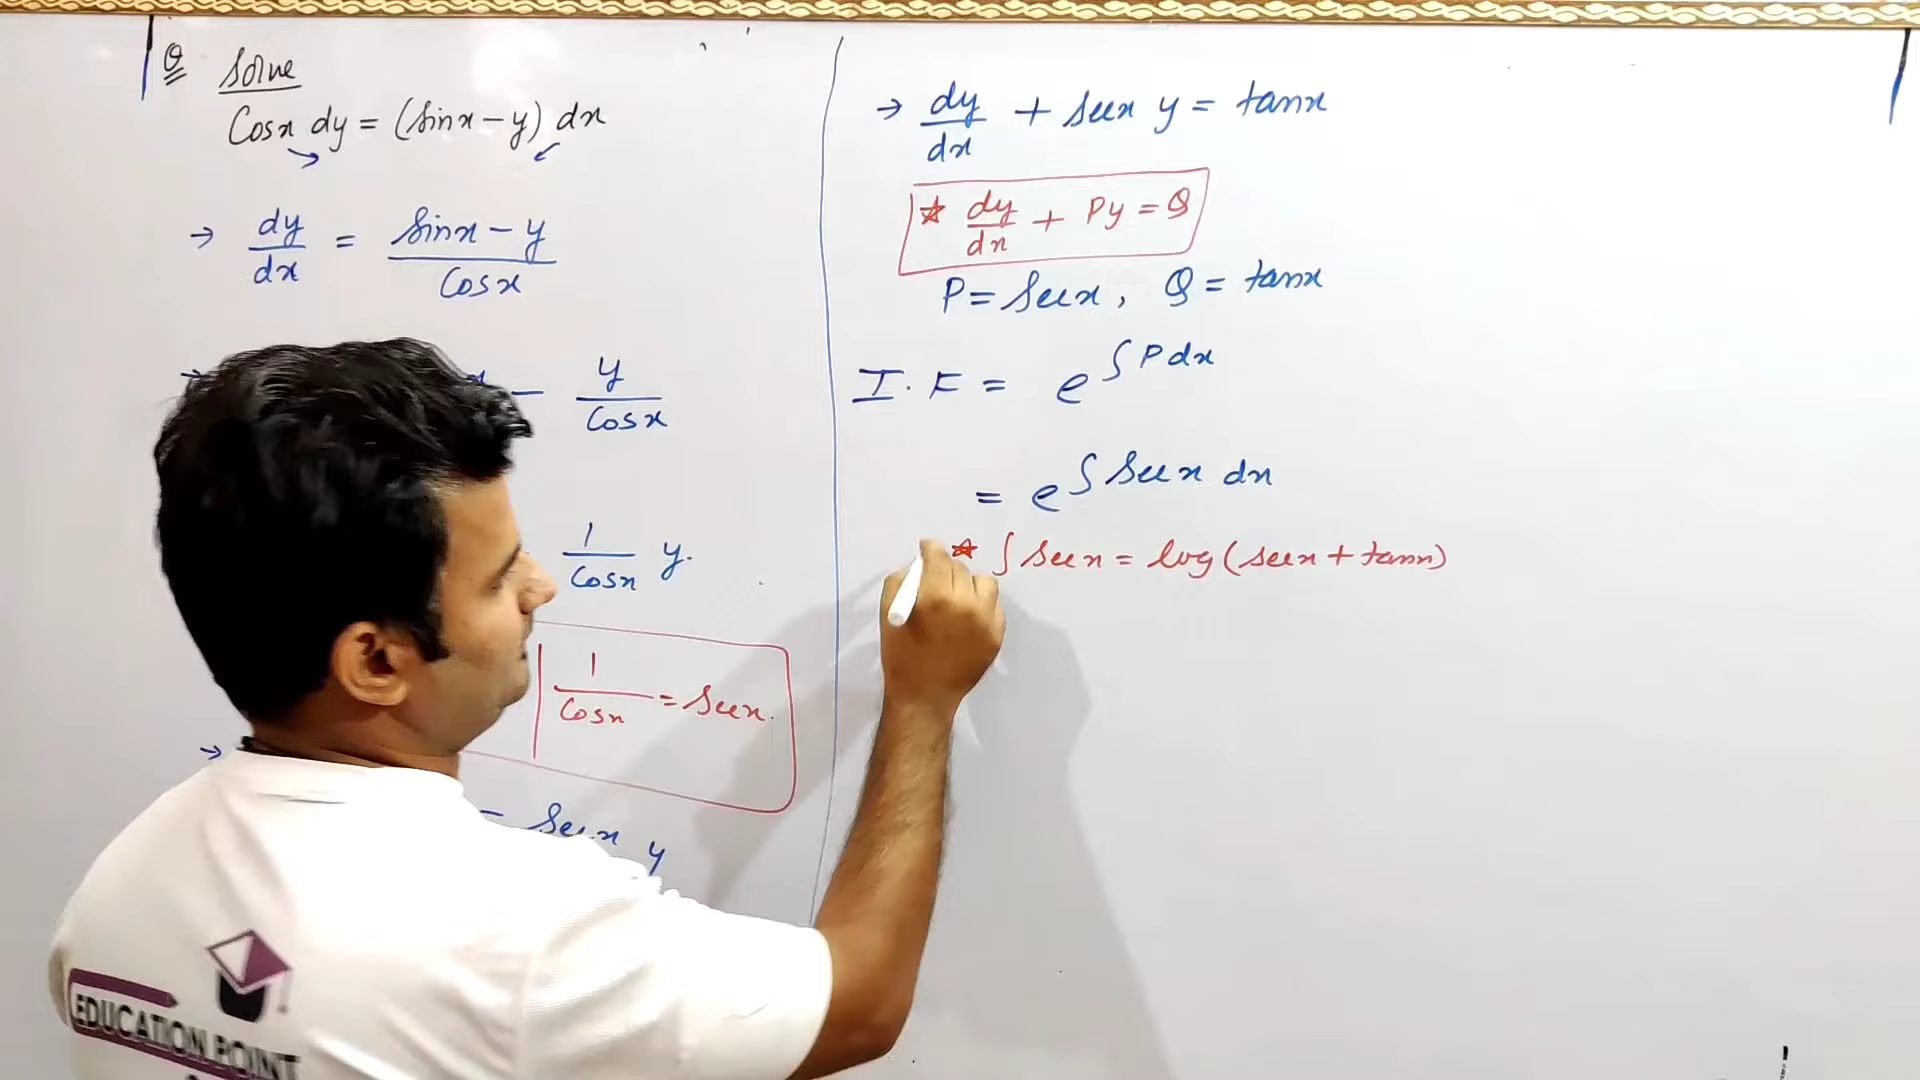 Q Solve
Cosx dy = (sinx - y) dx
→ dy/dx = sinx - y / Cosx
- y / Cosx
1 / Cosx y.
1 / Cosx = secx.
→
- secx y
→ dy/dx + secx y = tanx
★ dy/dx + Py = Q
P = secx, Q = tanx
I.F = e^∫Pdx
= e^∫secx dx
★ ∫secx = log(secx + tanx)
EDUCATION POINT